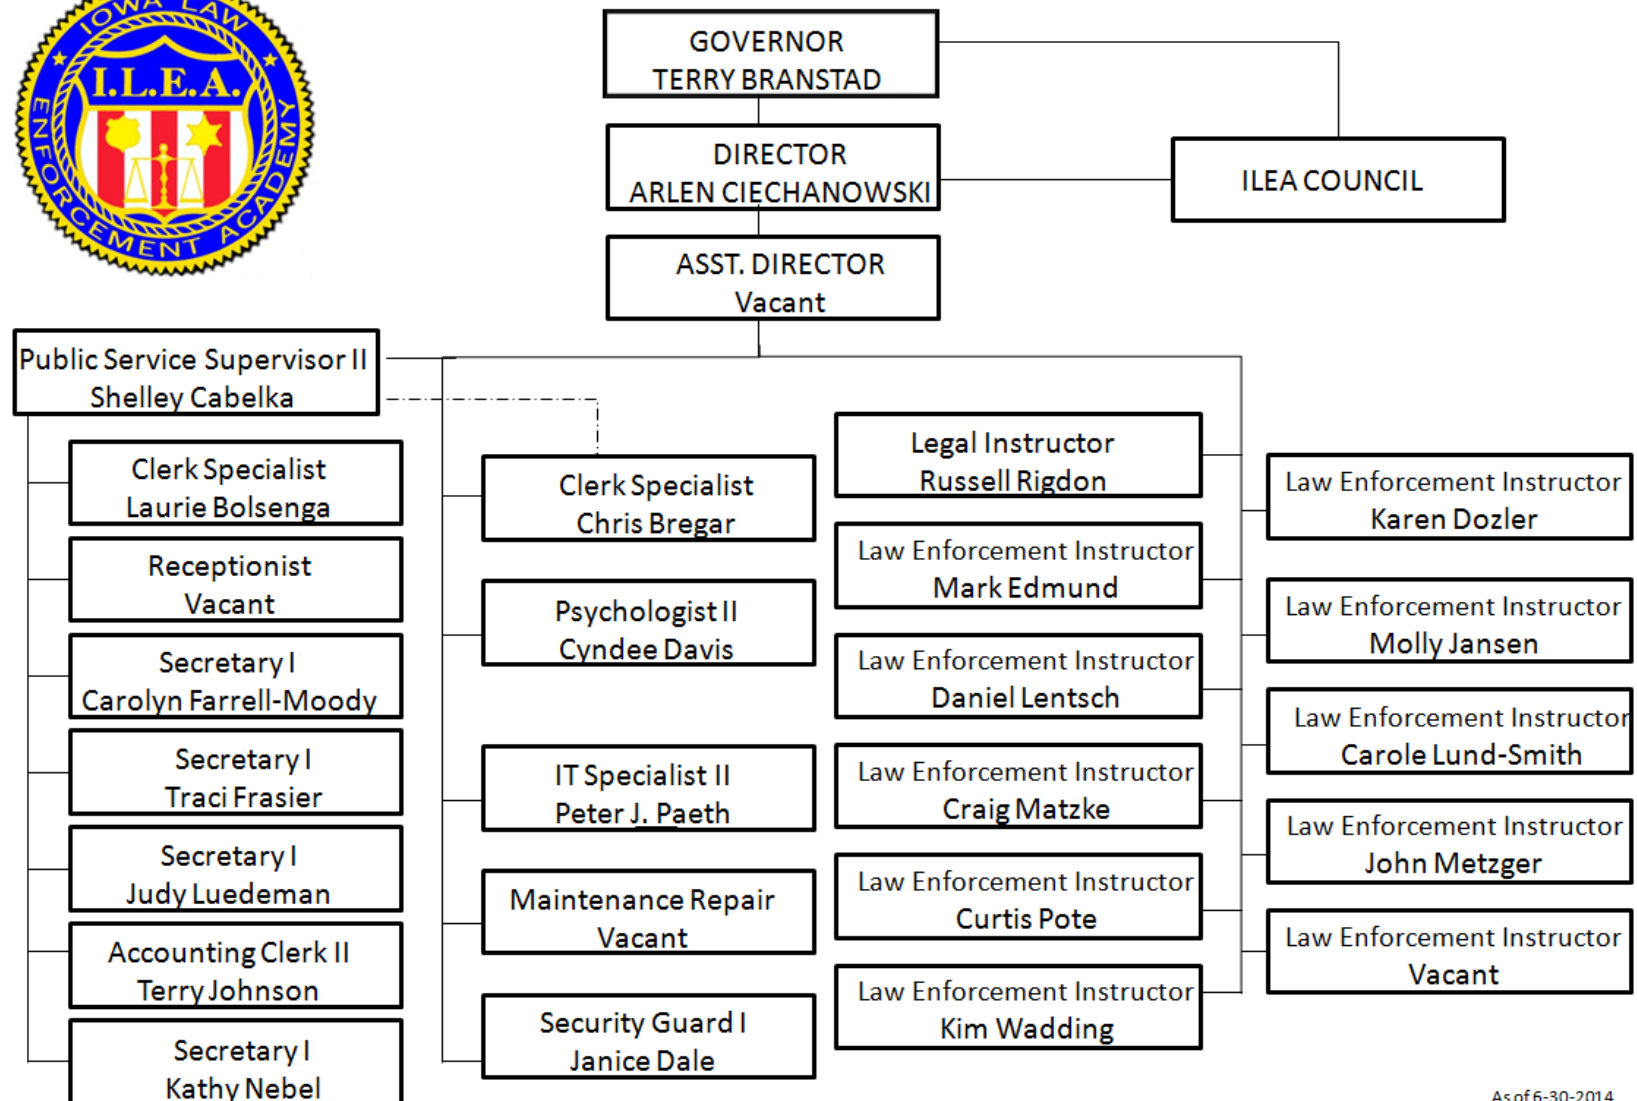 IOWA LAW
ENFORCEMENT ACADEMY
I.L.E.A.
GOVERNOR
TERRY BRANSTAD
DIRECTOR
ARLEN CIECHANOWSKI
ILEA COUNCIL
ASST. DIRECTOR
Vacant
Public Service Supervisor II
Shelley Cabelka
Clerk Specialist
Laurie Bolsenga
Receptionist
Vacant
Secretary I
Carolyn Farrell-Moody
Secretary I
Traci Frasier
Secretary I
Judy Luedeman
Accounting Clerk II
Terry Johnson
Secretary I
Kathy Nebel
Clerk Specialist
Chris Bregar
Psychologist II
Cyndee Davis
IT Specialist II
Peter J. Paeth
Maintenance Repair
Vacant
Security Guard I
Janice Dale
Legal Instructor
Russell Rigdon
Law Enforcement Instructor
Mark Edmund
Law Enforcement Instructor
Daniel Lentsch
Law Enforcement Instructor
Craig Matzke
Law Enforcement Instructor
Curtis Pote
Law Enforcement Instructor
Kim Wadding
Law Enforcement Instructor
Karen Dozler
Law Enforcement Instructor
Molly Jansen
Law Enforcement Instructor
Carole Lund-Smith
Law Enforcement Instructor
John Metzger
Law Enforcement Instructor
Vacant
As of 6-30-2014